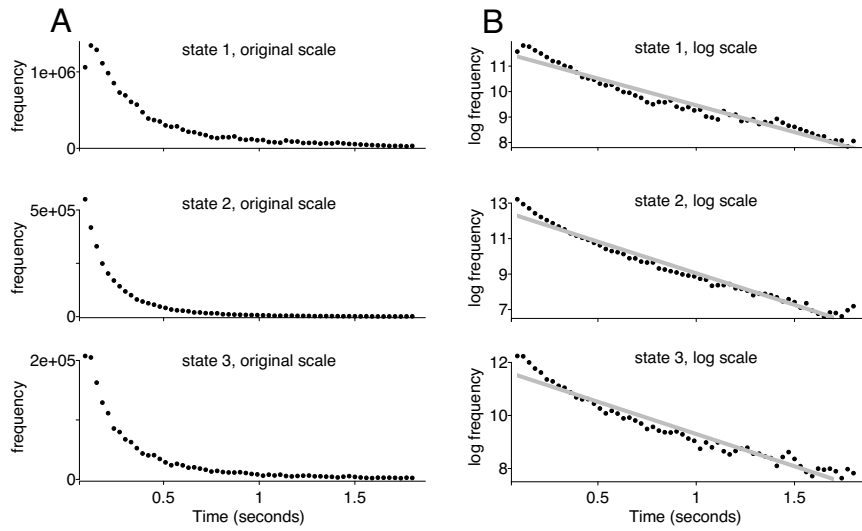 A
B
state 1, original scale
frequency
1e+06
0
state 1, log scale
log frequency
11
10
9
8
state 2, original scale
frequency
5e+05
0
state 2, log scale
log frequency
13
11
9
7
state 3, original scale
frequency
2e+05
0
0.5
1
1.5
Time (seconds)
state 3, log scale
log frequency
12
10
8
0.5
1
1.5
Time (seconds)